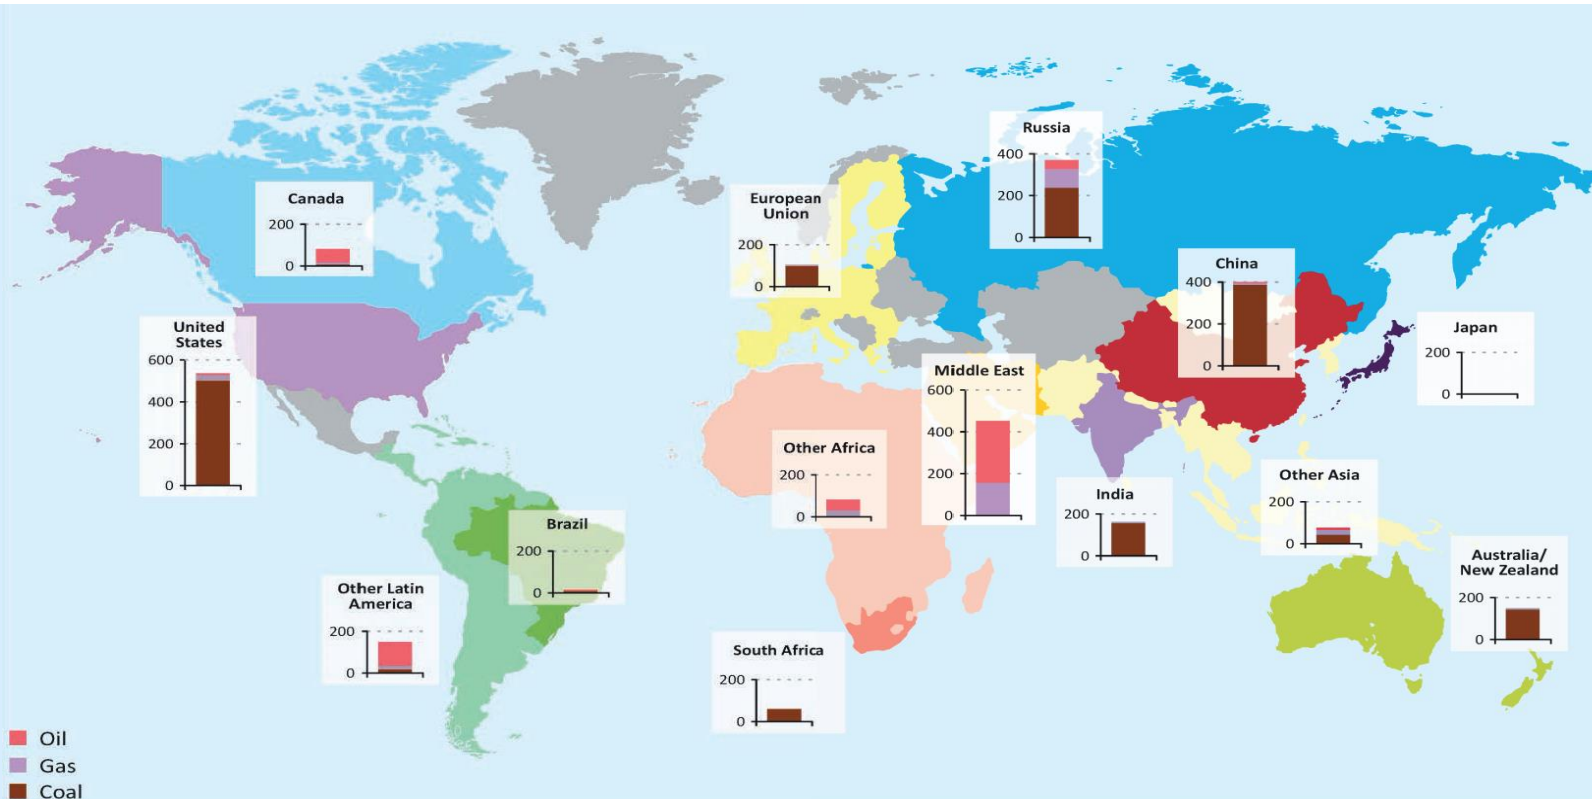 Canada
200
0
United
States
600
400
200
0
Other Latin
America
200
0
Brazil
200
0
European
Union
200
0
Russia
400
200
0
Middle East
600
400
200
0
Other Africa
200
0
South Africa
200
0
India
200
0
China
400
200
0
Japan
200
0
Other Asia
200
0
Australia/
New Zealand
200
0
Oil
Gas
Coal